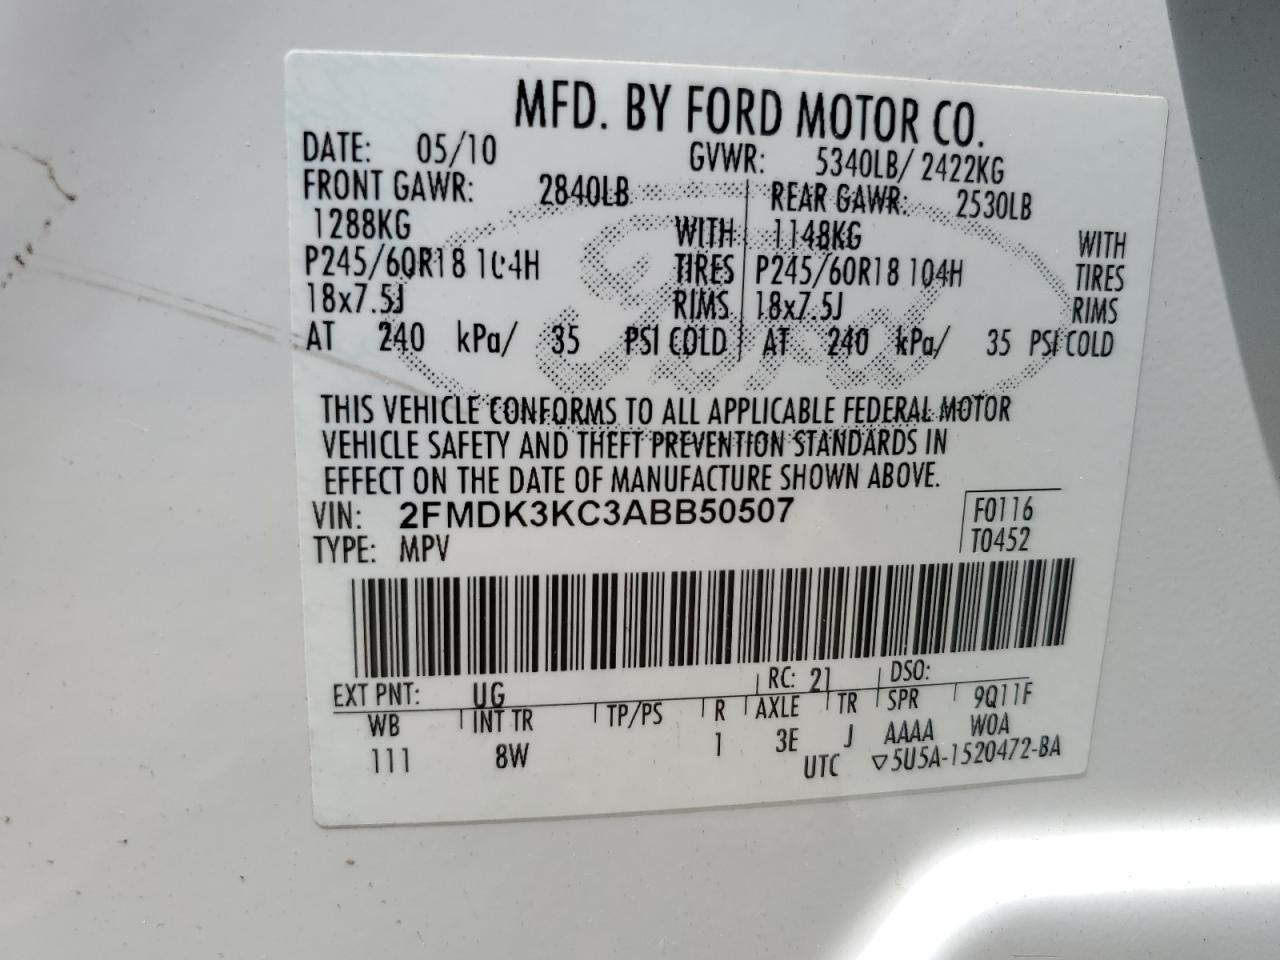 MFD. BY FORD MOTOR CO.
DATE: 05/10 GVWR: 5340LB/ 2422KG
FRONT GAWR: 2840LB REAR GAWR: 2530LB
1288KG WITH 1148KG WITH
P245/60R18 104H TIRES P245/60R18 104H TIRES
18x7.5J RIMS 18x7.5J RIMS
AT 240 kPa/ 35 PSI COLD AT 240 kPa/ 35 PSI COLD
Ford
THIS VEHICLE CONFORMS TO ALL APPLICABLE FEDERAL MOTOR
VEHICLE SAFETY AND THEFT PREVENTION STANDARDS IN
EFFECT ON THE DATE OF MANUFACTURE SHOWN ABOVE.
VIN: 2FMDK3KC3ABB50507 F0116
TYPE: MPV T0452
EXT PNT: UG RC: 21 DSO:
WB INT TR TP/PS R AXLE TR SPR 9Q11F
111 8W 1 3E J AAAA W0A
UTC ▽5U5A-1520472-BA